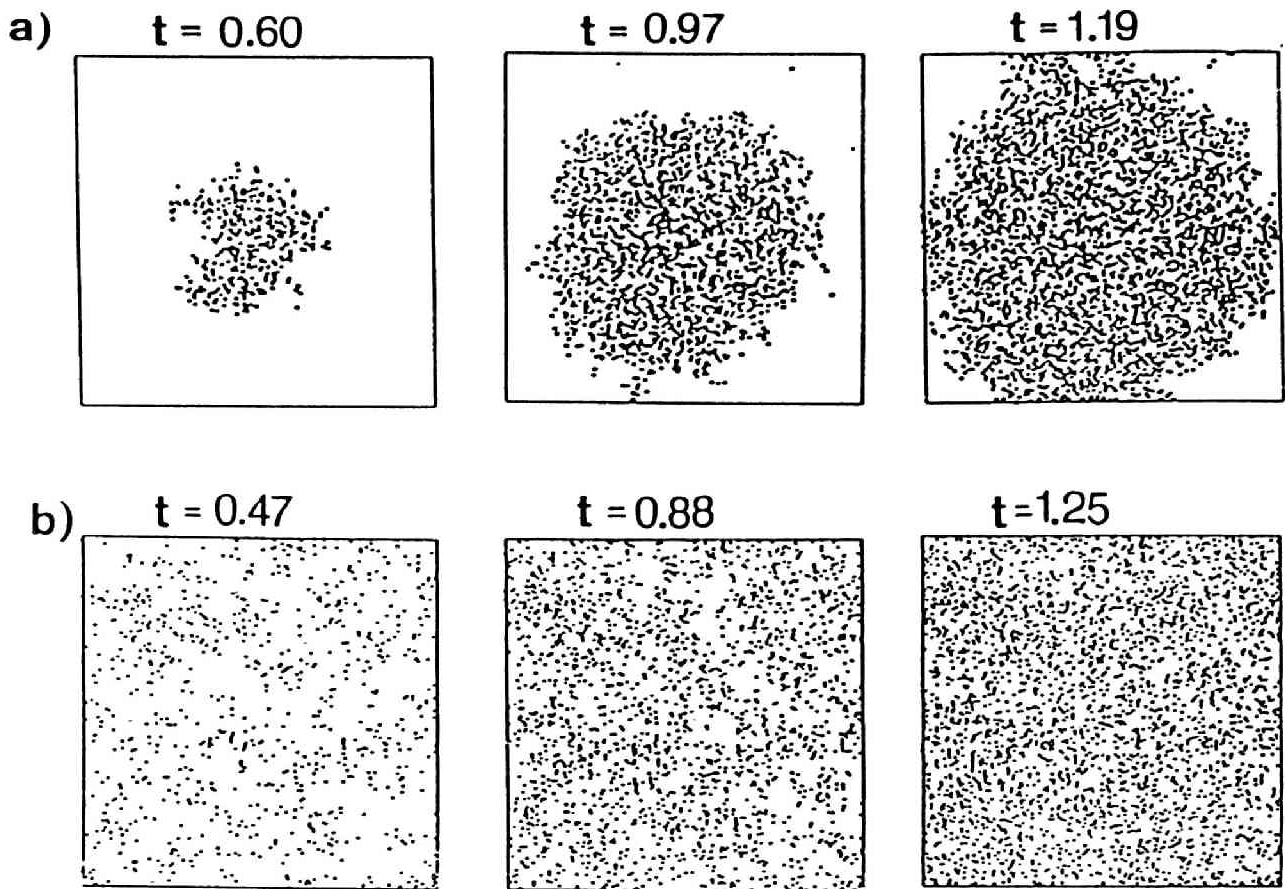 a) t = 0.60 t = 0.97 t = 1.19
b) t = 0.47 t = 0.88 t = 1.25